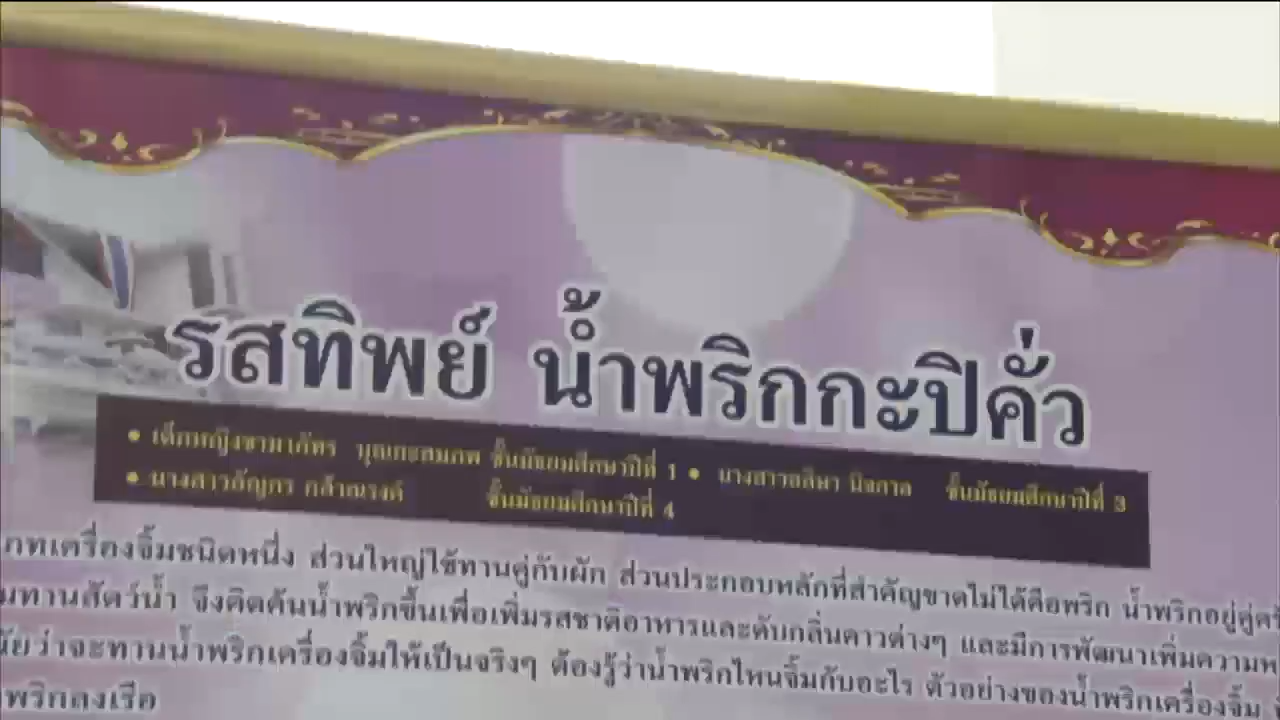 รสทิพย์ น้ำพริกกะปิคั่ว
• เด็กหญิงชามาภัทร บุณยะสมภพ ชั้นมัธยมศึกษาปีที่ 1 • นางสาวอลิษา นิจกาล ชั้นมัธยมศึกษาปีที่ 3
• นางสาวธัญกร กล้าณรงค์ ชั้นมัธยมศึกษาปีที่ 4
เครื่องจิ้มชนิดหนึ่ง ส่วนใหญ่ใช้ทานคู่กับผัก ส่วนประกอบหลักที่สำคัญขาดไม่ได้คือพริก น้ำพริกอยู่คู่
ทานสัตว์น้ำ จึงคิดค้นน้ำพริกขึ้นเพื่อเพิ่มรสชาติอาหารและดับกลิ่นคาวต่างๆ และมีการพัฒนาเพิ่มความ
ว่าจะทานน้ำพริกเครื่องจิ้มให้เป็นจริงๆ ต้องรู้ว่าน้ำพริกไหนจิ้มกับอะไร ตัวอย่างของน้ำพริกเครื่องจิ้ม
พริกลงเรือ